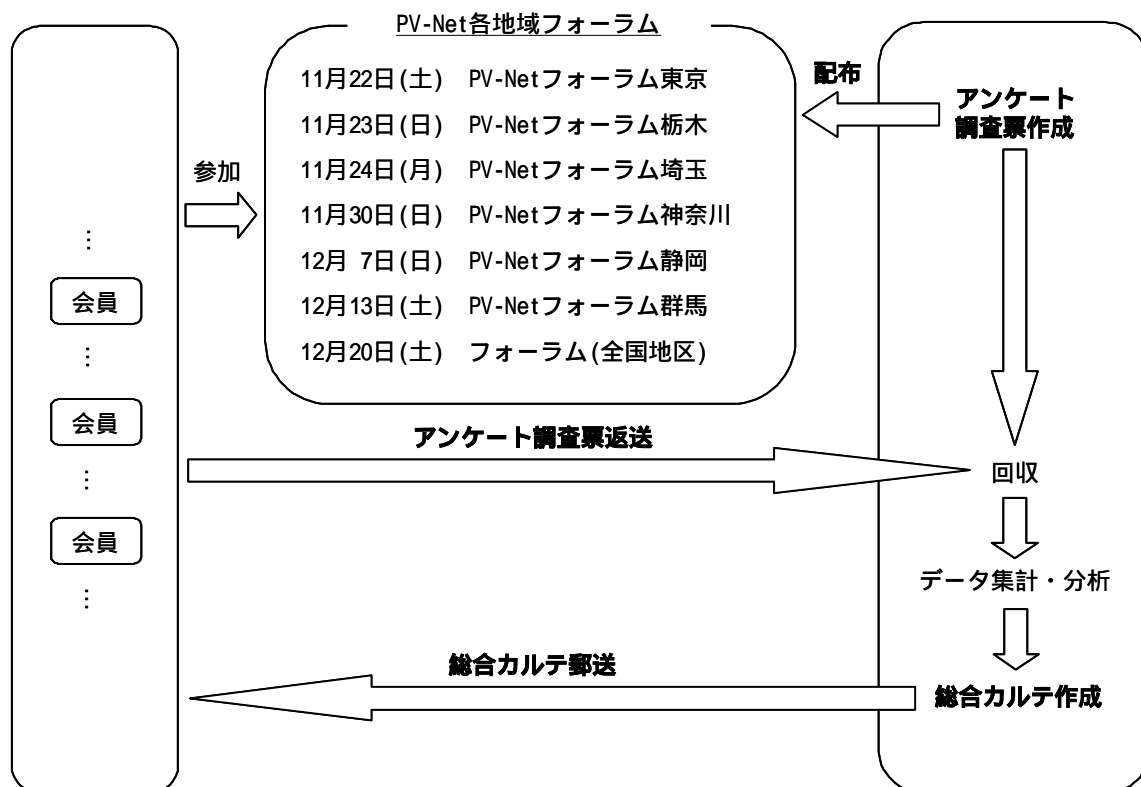 PV-Net各地域フォーラム
11月22日(土) PV-Netフォーラム東京
11月23日(日) PV-Netフォーラム栃木
11月24日(月) PV-Netフォーラム埼玉
11月30日(日) PV-Netフォーラム神奈川
12月 7日(日) PV-Netフォーラム静岡
12月13日(土) PV-Netフォーラム群馬
12月20日(土) フォーラム(全国地区)
配布
アンケート
調査票作成
参加
…
会員
…
会員
…
会員
…
アンケート調査票返送
回収
データ集計・分析
総合カルテ郵送
総合カルテ作成